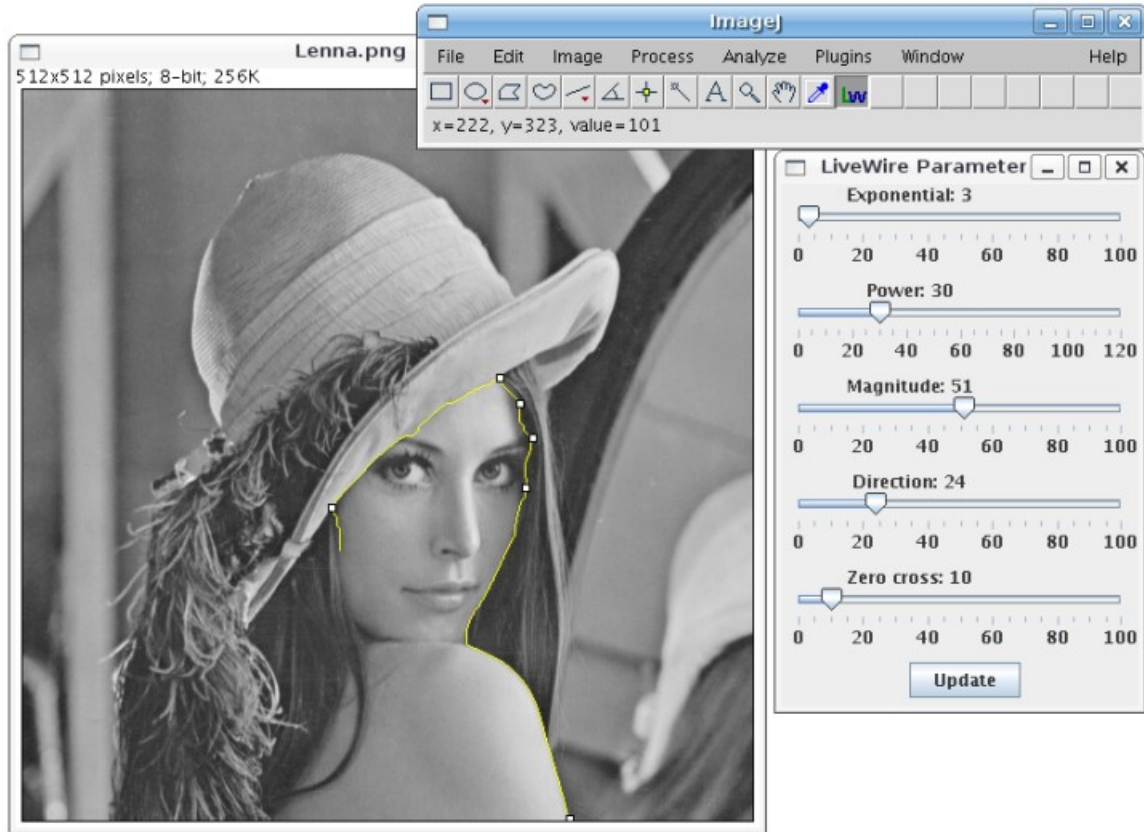 ImageJ
File Edit Image Process Analyze Plugins Window Help
A LW
x=222, y=323, value=101
Lenna.png
512x512 pixels; 8-bit; 256K
LiveWire Parameter
Exponential: 3
0 20 40 60 80 100
Power: 30
0 20 40 60 80 100 120
Magnitude: 51
0 20 40 60 80 100
Direction: 24
0 20 40 60 80 100
Zero cross: 10
0 20 40 60 80 100
Update